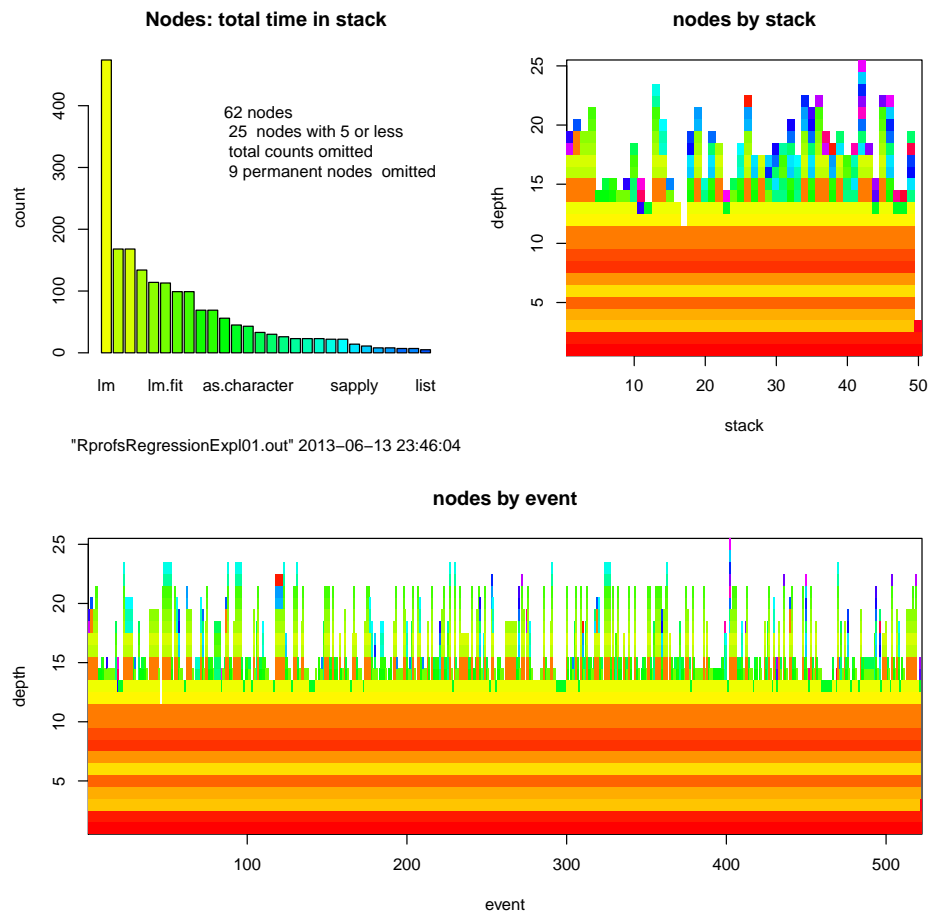 Nodes: total time in stack
count
0
100
200
300
400
62 nodes
25 nodes with 5 or less
total counts omitted
9 permanent nodes omitted
lm
lm.fit
as.character
sapply
list
"RprofsRegressionExpl01.out" 2013−06−13 23:46:04
nodes by stack
depth
5
10
15
20
25
10
20
30
40
50
stack
nodes by event
depth
5
10
15
20
25
100
200
300
400
500
event